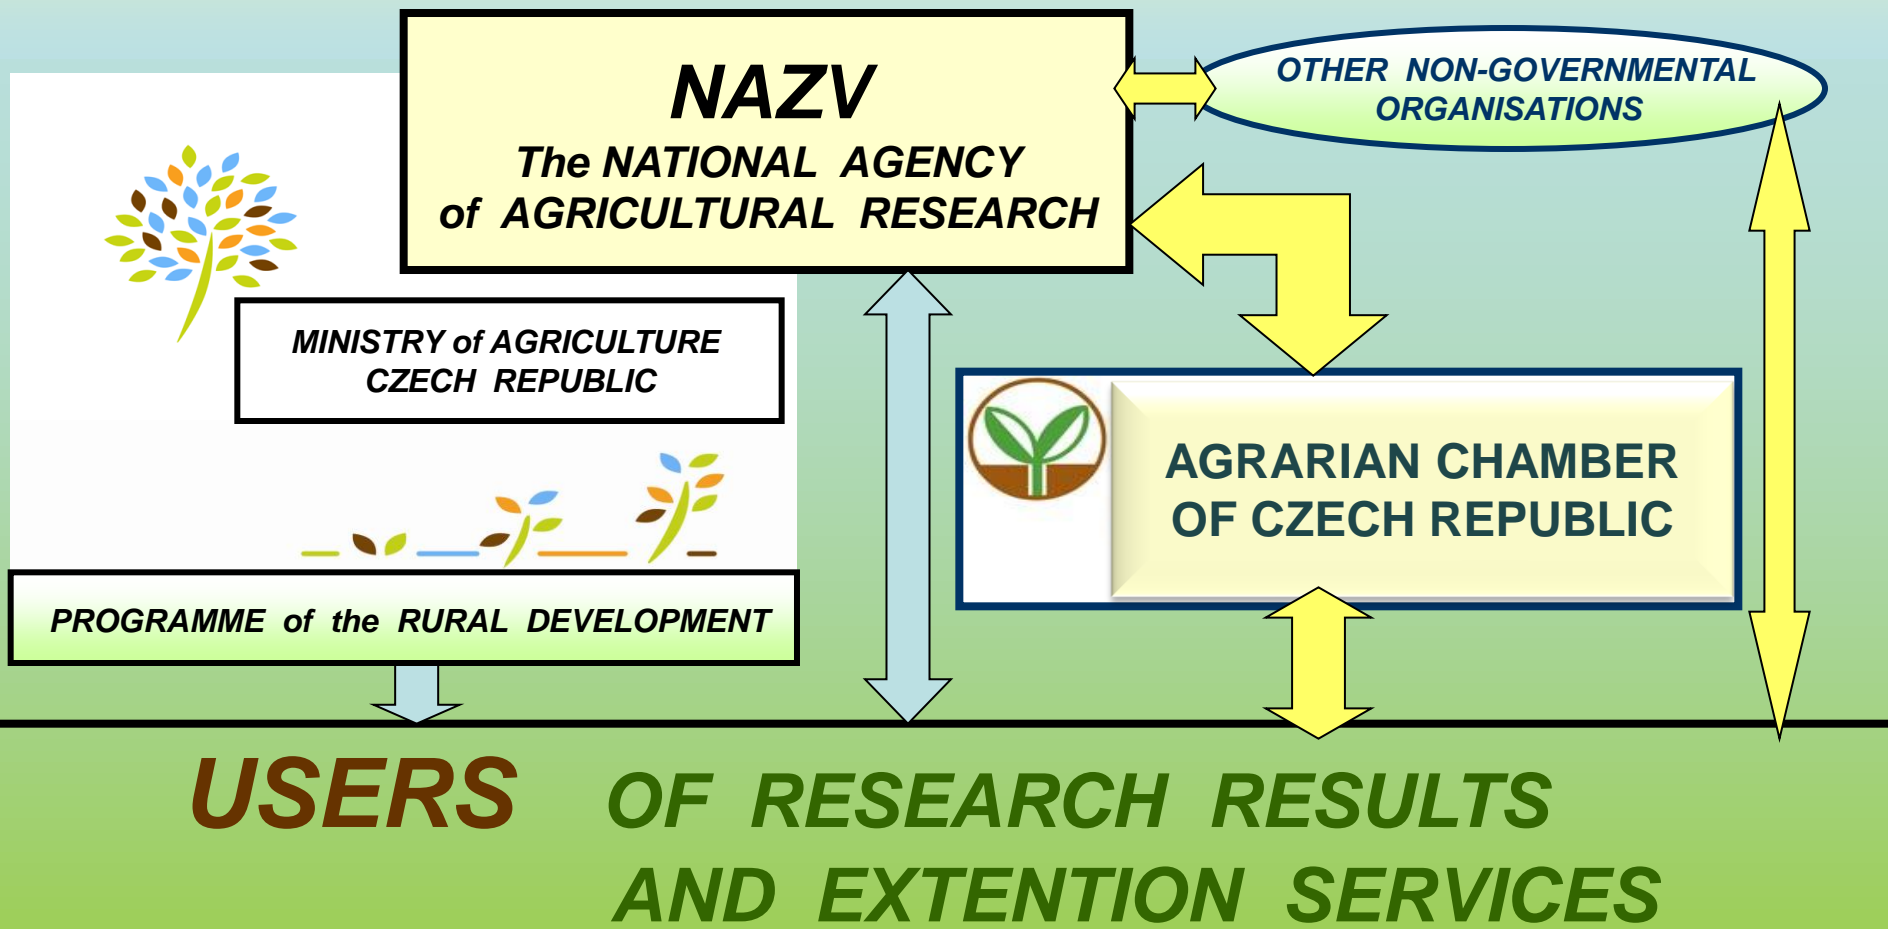 NAZV
The NATIONAL AGENCY
of AGRICULTURAL RESEARCH
OTHER NON-GOVERNMENTAL
ORGANISATIONS
MINISTRY of AGRICULTURE
CZECH REPUBLIC
AGRARIAN CHAMBER
OF CZECH REPUBLIC
PROGRAMME of the RURAL DEVELOPMENT
USERS OF RESEARCH RESULTS
AND EXTENTION SERVICES